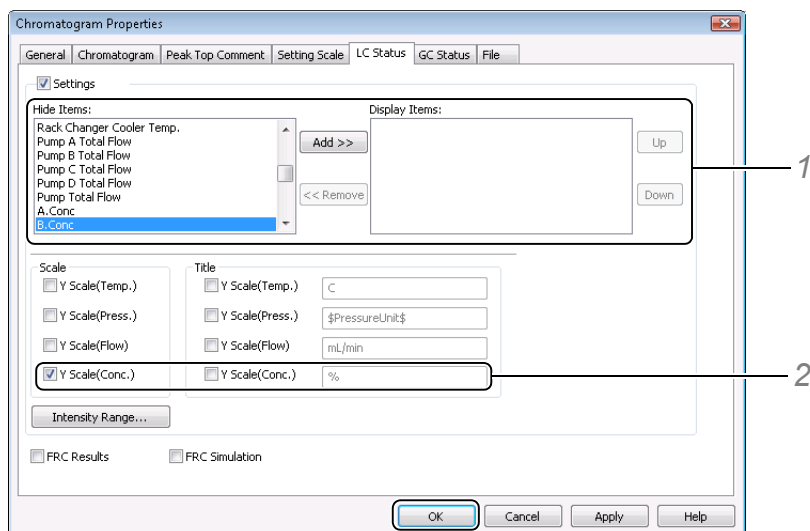 Chromatogram Properties
General Chromatogram Peak Top Comment Setting Scale LC Status GC Status File
Settings
Hide Items: Display Items:
Rack Changer Cooler Temp.
Pump A Total Flow
Pump B Total Flow
Pump C Total Flow
Pump D Total Flow
Pump Total Flow
A.Conc
B.Conc
Add >>
<< Remove
Up
Down
1
Scale Title
Y Scale(Temp.) Y Scale(Temp.) C
Y Scale(Press.) Y Scale(Press.) $PressureUnit$
Y Scale(Flow) Y Scale(Flow) mL/min
Y Scale(Conc.) Y Scale(Conc.) % 2
Intensity Range...
FRC Results FRC Simulation
OK Cancel Apply Help